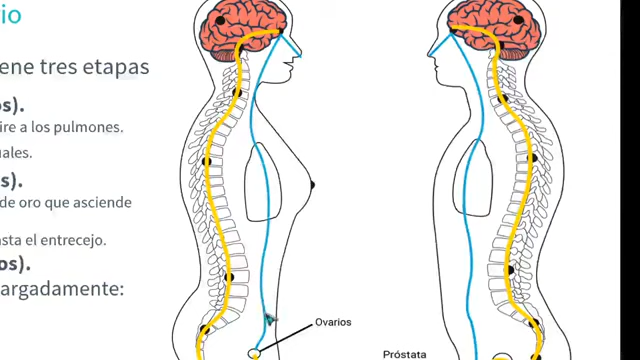 io
ene tres etapas
os).
ire a los pulmones.
uales.
s).
de oro que asciende
asta el entrecejo.
os).
argadamente:
Ovarios
Próstata